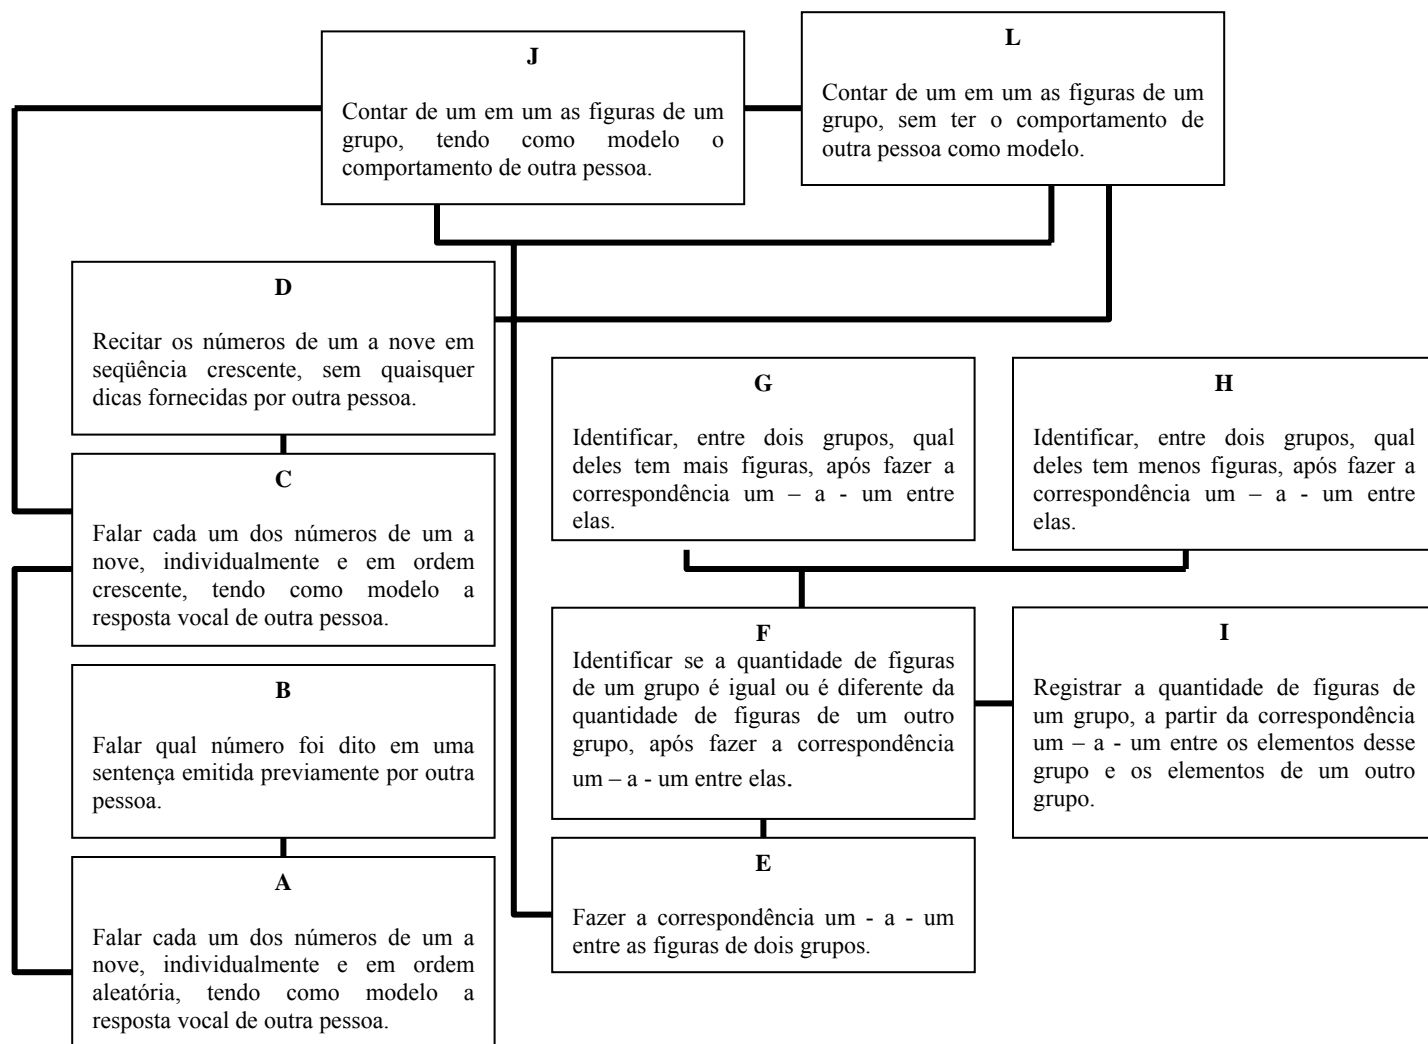 J
Contar de um em um as figuras de um
grupo, tendo como modelo o
comportamento de outra pessoa.
L
Contar de um em um as figuras de um
grupo, sem ter o comportamento de
outra pessoa como modelo.
D
Recitar os números de um a nove em
seqüência crescente, sem quaisquer
dicas fornecidas por outra pessoa.
G
Identificar, entre dois grupos, qual
deles tem mais figuras, após fazer a
correspondência um – a - um entre
elas.
H
Identificar, entre dois grupos, qual
deles tem menos figuras, após fazer a
correspondência um – a - um entre
elas.
C
Falar cada um dos números de um a
nove, individualmente e em ordem
crescente, tendo como modelo a
resposta vocal de outra pessoa.
F
Identificar se a quantidade de figuras
de um grupo é igual ou é diferente da
quantidade de figuras de um outro
grupo, após fazer a correspondência
um – a - um entre elas.
I
Registrar a quantidade de figuras de
um grupo, a partir da correspondência
um – a - um entre os elementos desse
grupo e os elementos de um outro
grupo.
B
Falar qual número foi dito em uma
sentença emitida previamente por outra
pessoa.
E
Fazer a correspondência um - a - um
entre as figuras de dois grupos.
A
Falar cada um dos números de um a
nove, individualmente e em ordem
aleatória, tendo como modelo a
resposta vocal de outra pessoa.